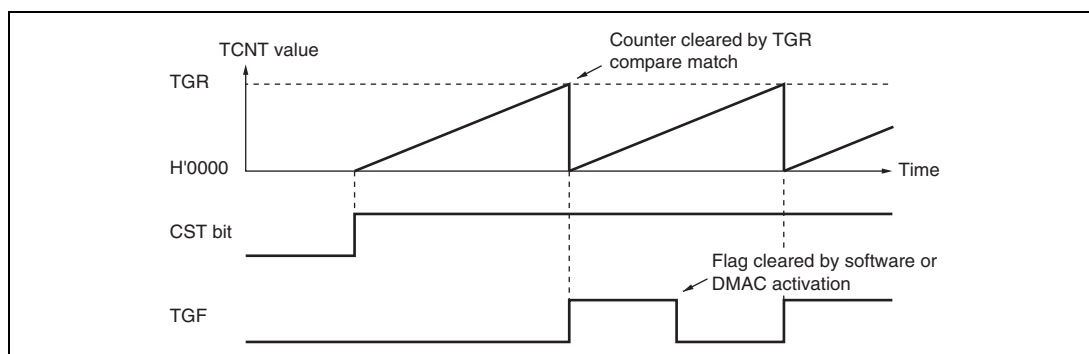 Counter cleared by TGR
compare match
TCNT value
TGR
H'0000
Time
CST bit
Flag cleared by software or
DMAC activation
TGF